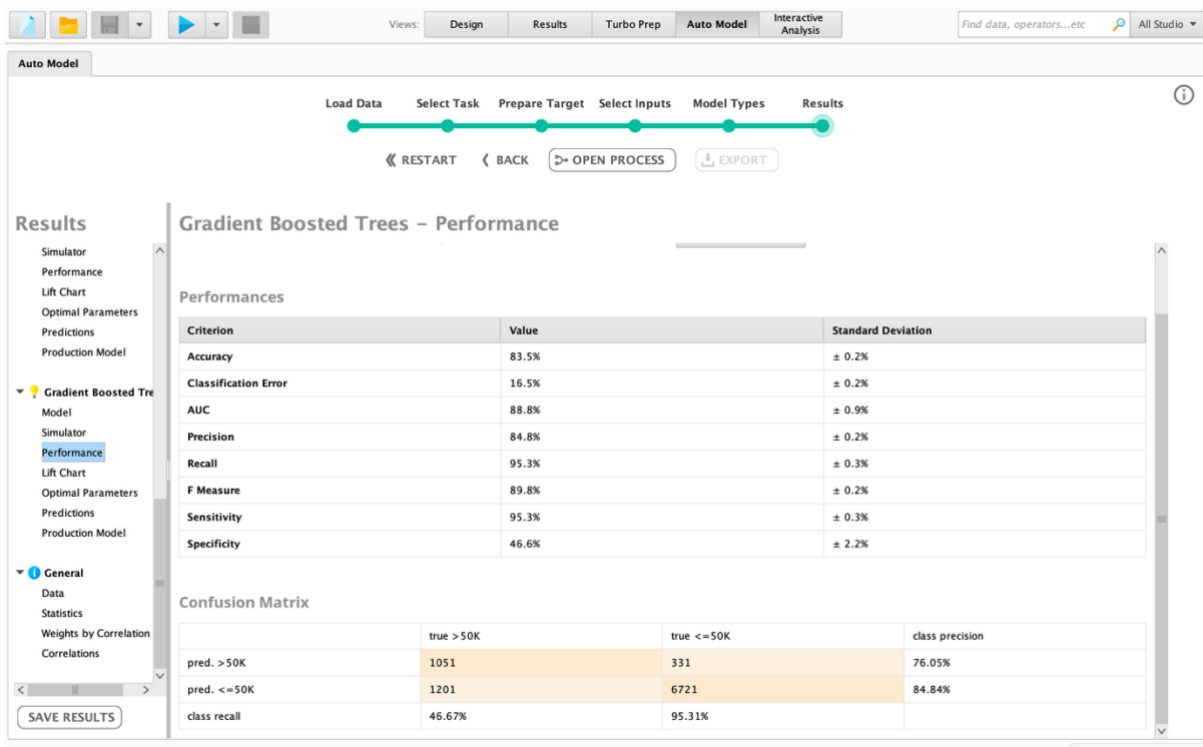 Views: Design Results Turbo Prep Auto Model Interactive Analysis Find data, operators...etc All Studio
Auto Model
Load Data Select Task Prepare Target Select Inputs Model Types Results
RESTART BACK OPEN PROCESS EXPORT
Results
Simulator
Performance
Lift Chart
Optimal Parameters
Predictions
Production Model
Gradient Boosted Tre
Model
Simulator
Performance
Lift Chart
Optimal Parameters
Predictions
Production Model
General
Data
Statistics
Weights by Correlation
Correlations
SAVE RESULTS
Gradient Boosted Trees – Performance
Performances
Criterion Value Standard Deviation
Accuracy 83.5% ± 0.2%
Classification Error 16.5% ± 0.2%
AUC 88.8% ± 0.9%
Precision 84.8% ± 0.2%
Recall 95.3% ± 0.3%
F Measure 89.8% ± 0.2%
Sensitivity 95.3% ± 0.3%
Specificity 46.6% ± 2.2%
Confusion Matrix
true >50K true <=50K class precision
pred. >50K 1051 331 76.05%
pred. <=50K 1201 6721 84.84%
class recall 46.67% 95.31%